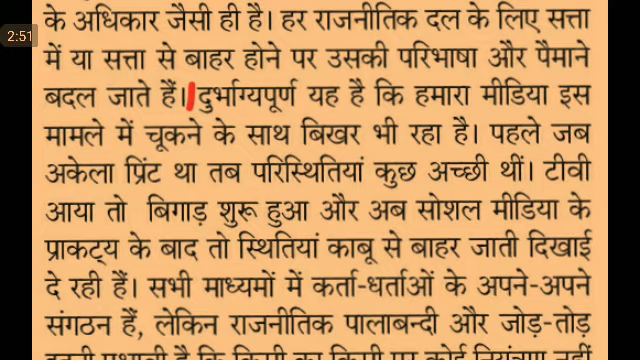 के अधिकार जैसी ही है। हर राजनीतिक दल के लिए सत्ता
2:51
में या सत्ता से बाहर होने पर उसकी परिभाषा और पैमाने
बदल जाते हैं। दुर्भाग्यपूर्ण यह है कि हमारा मीडिया इस
मामले में चूकने के साथ बिखर भी रहा है। पहले जब
अकेला प्रिंट था तब परिस्थितियां कुछ अच्छी थीं। टीवी
आया तो बिगाड़ शुरू हुआ और अब सोशल मीडिया के
प्राकट्य के बाद तो स्थितियां काबू से बाहर जाती दिखाई
दे रही हैं। सभी माध्यमों में कर्ता-धर्ताओं के अपने-अपने
संगठन हैं, लेकिन राजनीतिक पालाबन्दी और जोड़-तोड़